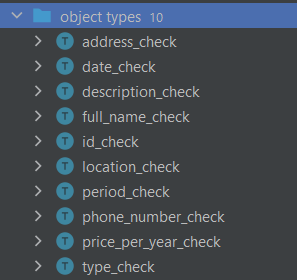 object types 10
T address_check
T date_check
T description_check
T full_name_check
T id_check
T location_check
T period_check
T phone_number_check
T price_per_year_check
T type_check